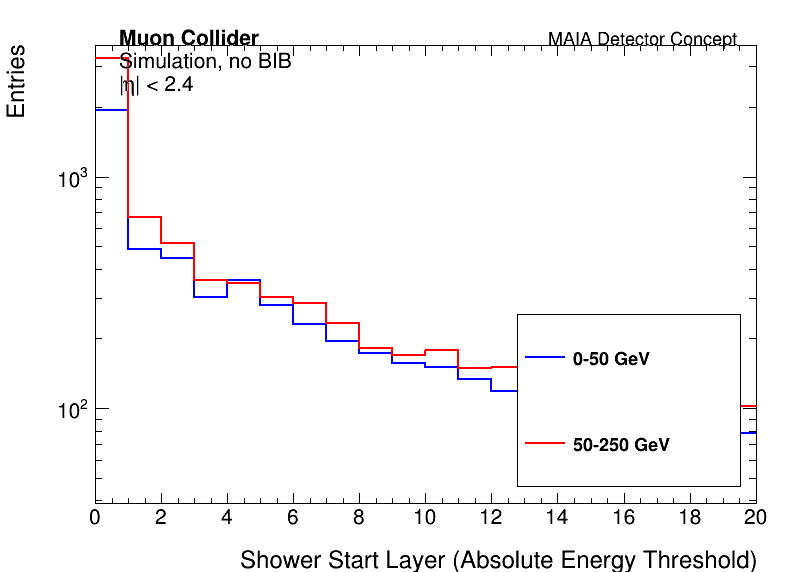 Muon Collider
MAIA Detector Concept
Simulation, no BIB
|η| < 2.4
Entries
10³
10²
0-50 GeV
50-250 GeV
0 2 4 6 8 10 12 14 16 18 20
Shower Start Layer (Absolute Energy Threshold)